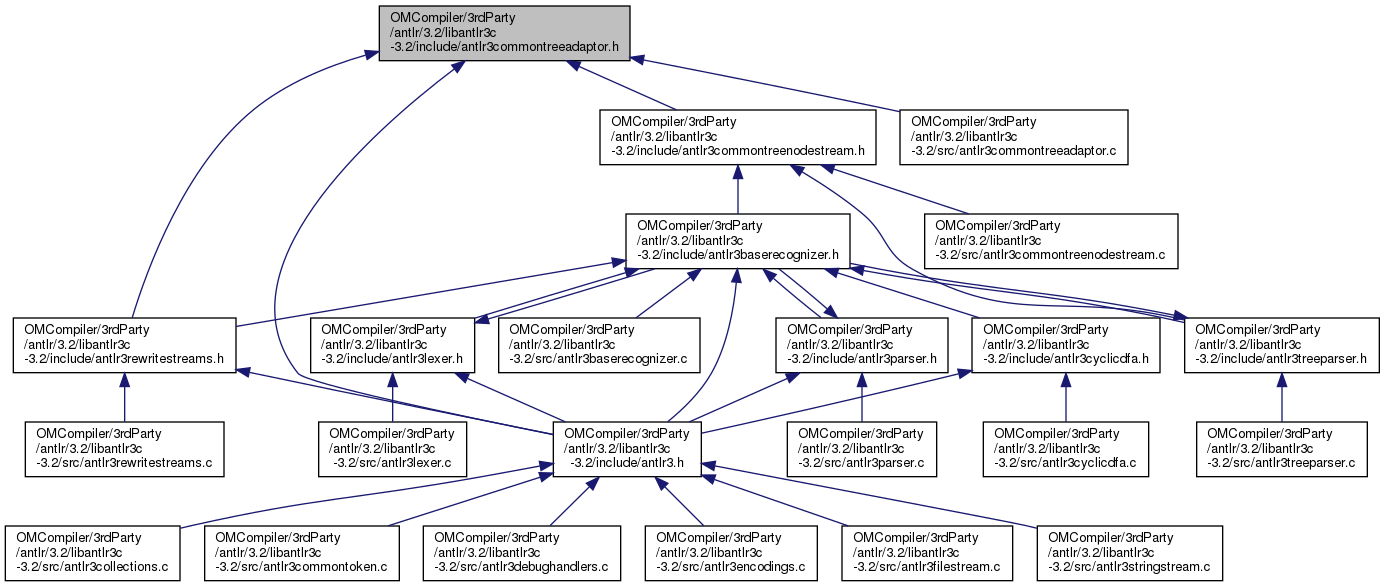 OMCompiler/3rdParty
/antlr/3.2/libantlr3c
-3.2/include/antlr3commontreeadaptor.h
OMCompiler/3rdParty
/antlr/3.2/libantlr3c
-3.2/include/antlr3commontreenodestream.h
OMCompiler/3rdParty
/antlr/3.2/libantlr3c
-3.2/src/antlr3commontreeadaptor.c
OMCompiler/3rdParty
/antlr/3.2/libantlr3c
-3.2/include/antlr3baserecognizer.h
OMCompiler/3rdParty
/antlr/3.2/libantlr3c
-3.2/src/antlr3commontreenodestream.c
OMCompiler/3rdParty
/antlr/3.2/libantlr3c
-3.2/include/antlr3rewritestreams.h
OMCompiler/3rdParty
/antlr/3.2/libantlr3c
-3.2/include/antlr3lexer.h
OMCompiler/3rdParty
/antlr/3.2/libantlr3c
-3.2/src/antlr3baserecognizer.c
OMCompiler/3rdParty
/antlr/3.2/libantlr3c
-3.2/include/antlr3parser.h
OMCompiler/3rdParty
/antlr/3.2/libantlr3c
-3.2/include/antlr3cyclicdfa.h
OMCompiler/3rdParty
/antlr/3.2/libantlr3c
-3.2/include/antlr3treeparser.h
OMCompiler/3rdParty
/antlr/3.2/libantlr3c
-3.2/src/antlr3rewritestreams.c
OMCompiler/3rdParty
/antlr/3.2/libantlr3c
-3.2/src/antlr3lexer.c
OMCompiler/3rdParty
/antlr/3.2/libantlr3c
-3.2/include/antlr3.h
OMCompiler/3rdParty
/antlr/3.2/libantlr3c
-3.2/src/antlr3parser.c
OMCompiler/3rdParty
/antlr/3.2/libantlr3c
-3.2/src/antlr3cyclicdfa.c
OMCompiler/3rdParty
/antlr/3.2/libantlr3c
-3.2/src/antlr3treeparser.c
OMCompiler/3rdParty
/antlr/3.2/libantlr3c
-3.2/src/antlr3collections.c
OMCompiler/3rdParty
/antlr/3.2/libantlr3c
-3.2/src/antlr3commontoken.c
OMCompiler/3rdParty
/antlr/3.2/libantlr3c
-3.2/src/antlr3debughandlers.c
OMCompiler/3rdParty
/antlr/3.2/libantlr3c
-3.2/src/antlr3encodings.c
OMCompiler/3rdParty
/antlr/3.2/libantlr3c
-3.2/src/antlr3filestream.c
OMCompiler/3rdParty
/antlr/3.2/libantlr3c
-3.2/src/antlr3stringstream.c